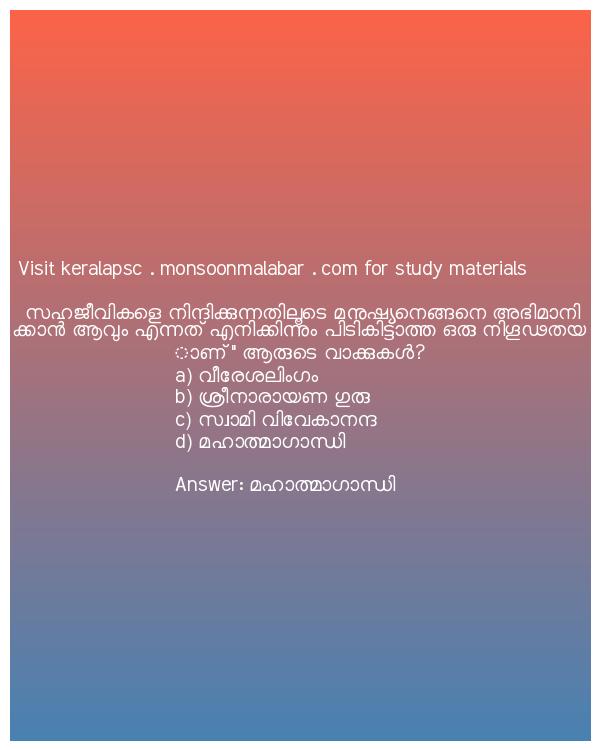 Visit keralapsc . monsoonmalabar . com for study materials
സഹജീവികളെ നിന്ദിക്കുന്നതിലൂടെ മനുഷ്യനെങ്ങനെ അഭിമാനി
ക്കാൻ ആവും എന്നത് എനിക്കിന്നും പിടികിട്ടാത്ത ഒരു നിഗൂഢതയ
ാണ് " ആരുടെ വാക്കുകൾ?
a) വീരേശലിംഗം
b) ശ്രീനാരായണ ഗുരു
c) സ്വാമി വിവേകാനന്ദ
d) മഹാത്മാഗാന്ധി
Answer: മഹാത്മാഗാന്ധി